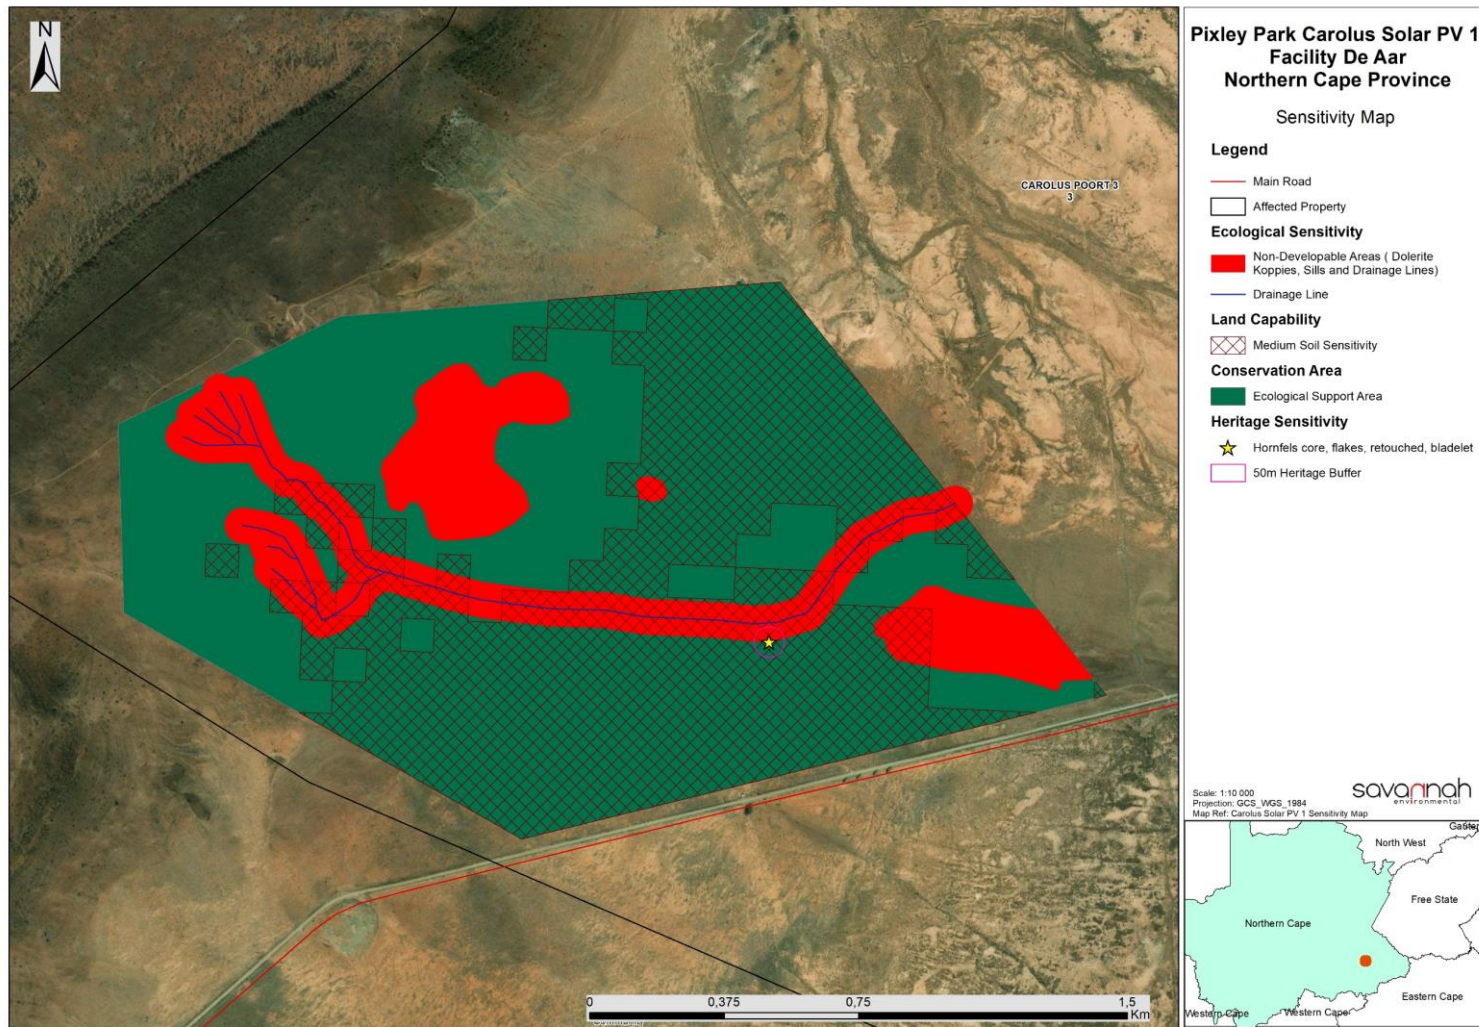 N
CAROLUS POORT 3
3
0
0,375
0,75
1,5
Km
Pixley Park Carolus Solar PV 1
Facility De Aar
Northern Cape Province
Sensitivity Map
Legend
Main Road
Affected Property
Ecological Sensitivity
Non-Developable Areas ( Dolerite
Koppies, Sills and Drainage Lines)
Drainage Line
Land Capability
Medium Soil Sensitivity
Conservation Area
Ecological Support Area
Heritage Sensitivity
Hornfels core, flakes, retouched, bladelet
50m Heritage Buffer
savannah
environmental
Scale: 1:10 000
Projection: GCS_WGS_1984
Map Ref: Carolus Solar PV 1 Sensitivity Map
North West
Free State
Northern Cape
Eastern Cape
Western Cape
Western Cape